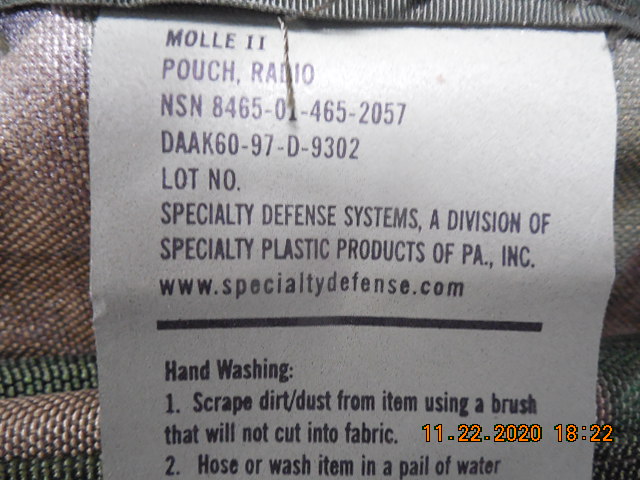 MOLLE II
POUCH, RADIO
NSN 8465-01-465-2057
DAAK60-97-D-9302
LOT NO.
SPECIALTY DEFENSE SYSTEMS, A DIVISION OF
SPECIALTY PLASTIC PRODUCTS OF PA., INC.
www.specialtydefense.com
Hand Washing:
1. Scrape dirt/dust from item using a brush
that will not cut into fabric.
2. Hose or wash item in a pail of water
11.22.2020 18:22